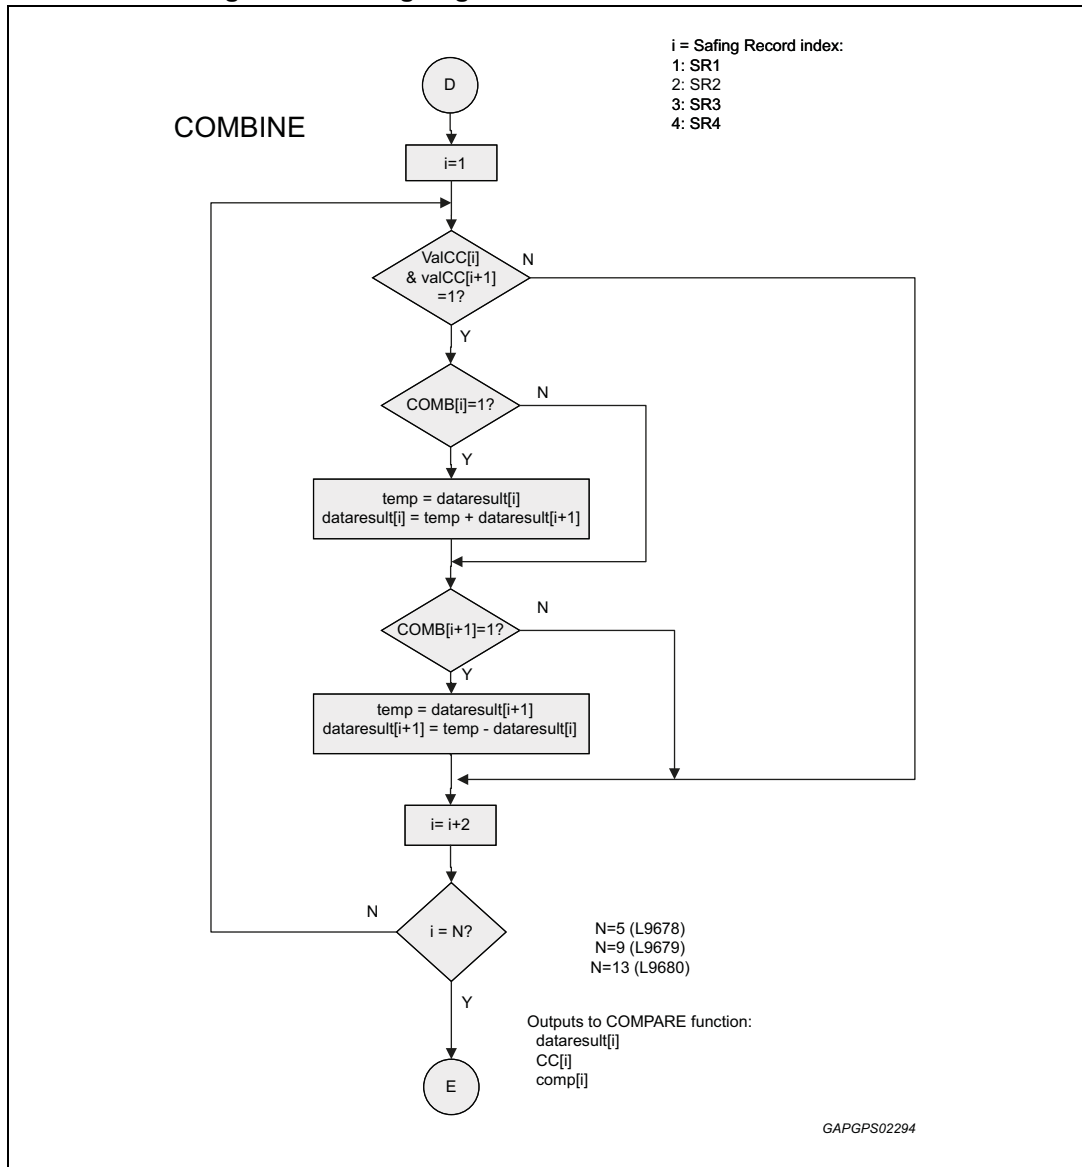 i = Safing Record index:
1: SR1
2: SR2
3: SR3
4: SR4
D
COMBINE
i=1
ValCC[i]
& valCC[i+1]
=1?
N
Y
COMB[i]=1?
N
Y
temp = dataresult[i]
dataresult[i] = temp + dataresult[i+1]
COMB[i+1]=1?
N
Y
temp = dataresult[i+1]
dataresult[i+1] = temp - dataresult[i]
i= i+2
N
i = N?
Y
N=5 (L9678)
N=9 (L9679)
N=13 (L9680)
Outputs to COMPARE function:
dataresult[i]
CC[i]
comp[i]
E
GAPGPS02294